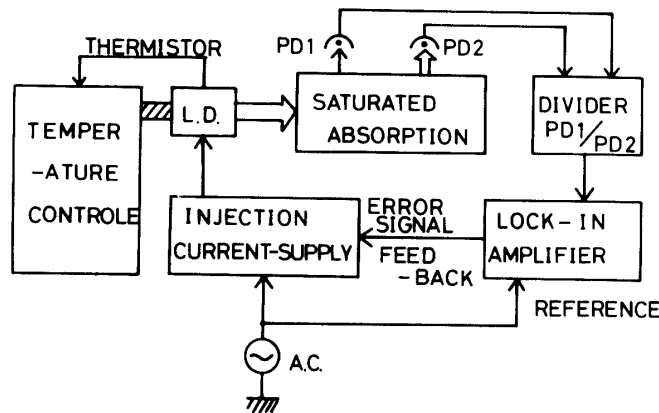 PD1
PD2
THERMISTOR
TEMPER
-ATURE
CONTROLE
L.D.
SATURATED
ABSORPTION
DIVIDER
PD1/PD2
INJECTION
CURRENT-SUPPLY
ERROR
SIGNAL
FEED
-BACK
LOCK-IN
AMPLIFIER
REFERENCE
A.C.